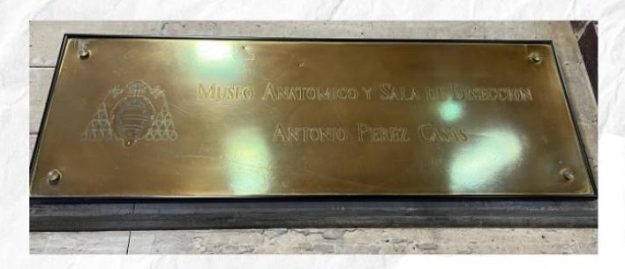 MUSEO ANATOMICO Y SALA DE DISECCION
ANTONIO PEREZ CASAS